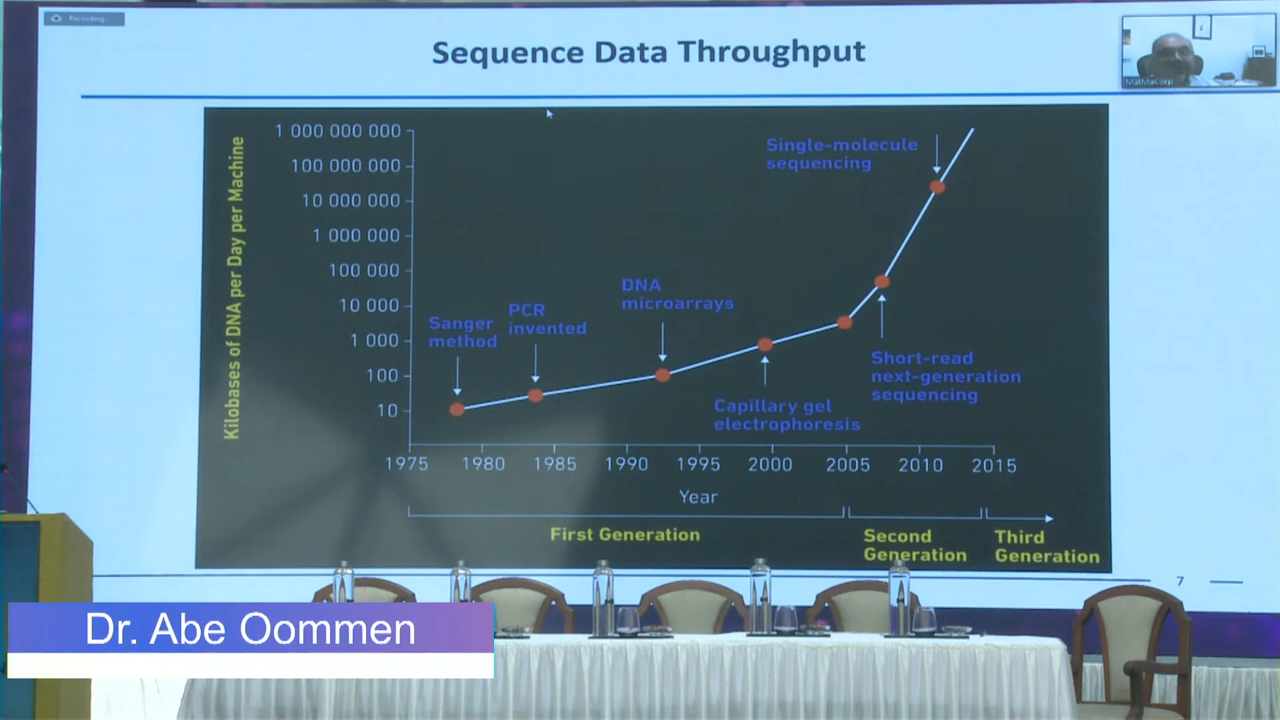 Recording...
Sequence Data Throughput
MatMaCorp
Kilobases of DNA per Day per Machine
1 000 000 000
100 000 000
10 000 000
1 000 000
100 000
10 000
1 000
100
10
Single-molecule
sequencing
DNA
microarrays
PCR
invented
Sanger
method
Short-read
next-generation
sequencing
Capillary gel
electrophoresis
1975 1980 1985 1990 1995 2000 2005 2010 2015
Year
First Generation
Second
Generation
Third
Generation
7
Dr. Abe Oommen